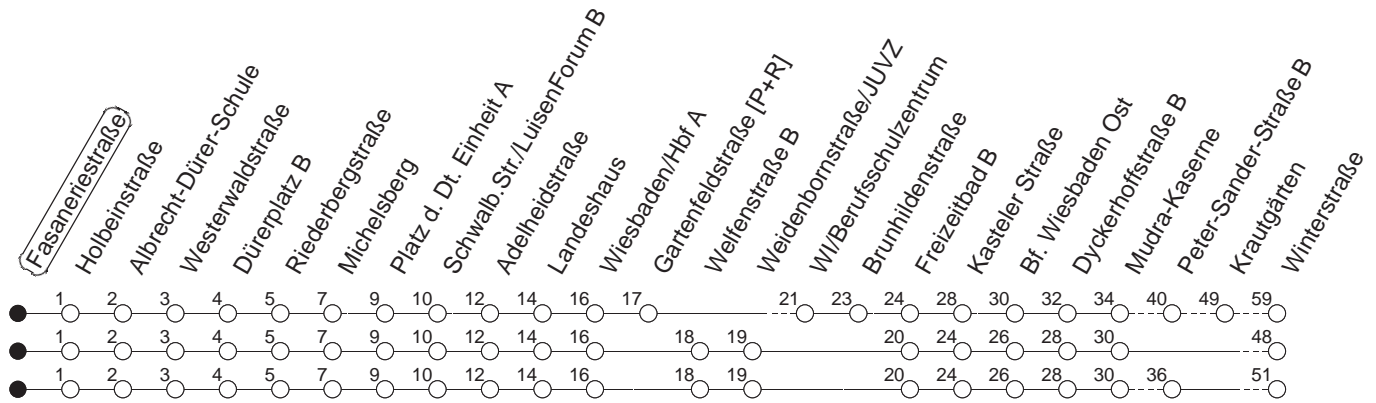 Fasaneriestraße
Holbeinstraße
Albrecht-Dürer-Schule
Westerwaldstraße
Dürerplatz B
Riederbergstraße
Michelsberg
Platz d. Dt. Einheit A
Schwalb.Str./LuisenForum B
Adelheidstraße
Landeshaus
Wiesbaden/Hbf A
Gartenfeldstraße [P+R]
Welfenstraße B
Weidenbornstraße/JUVZ
WI/Berufsschulzentrum
Brunhildenstraße
Freizeitbad B
Kasteler Straße
Bf. Wiesbaden Ost
Dyckerhoffstraße B
Mudra-Kaserne
Peter-Sander-Straße B
Krautgärten
Winterstraße
1 2 3 4 5 7 9 10 12 14 16 17 21 23 24 28 30 32 34 40 49 59
1 2 3 4 5 7 9 10 12 14 16 18 19 20 24 26 28 30 48
1 2 3 4 5 7 9 10 12 14 16 18 19 20 24 26 28 30 36 51